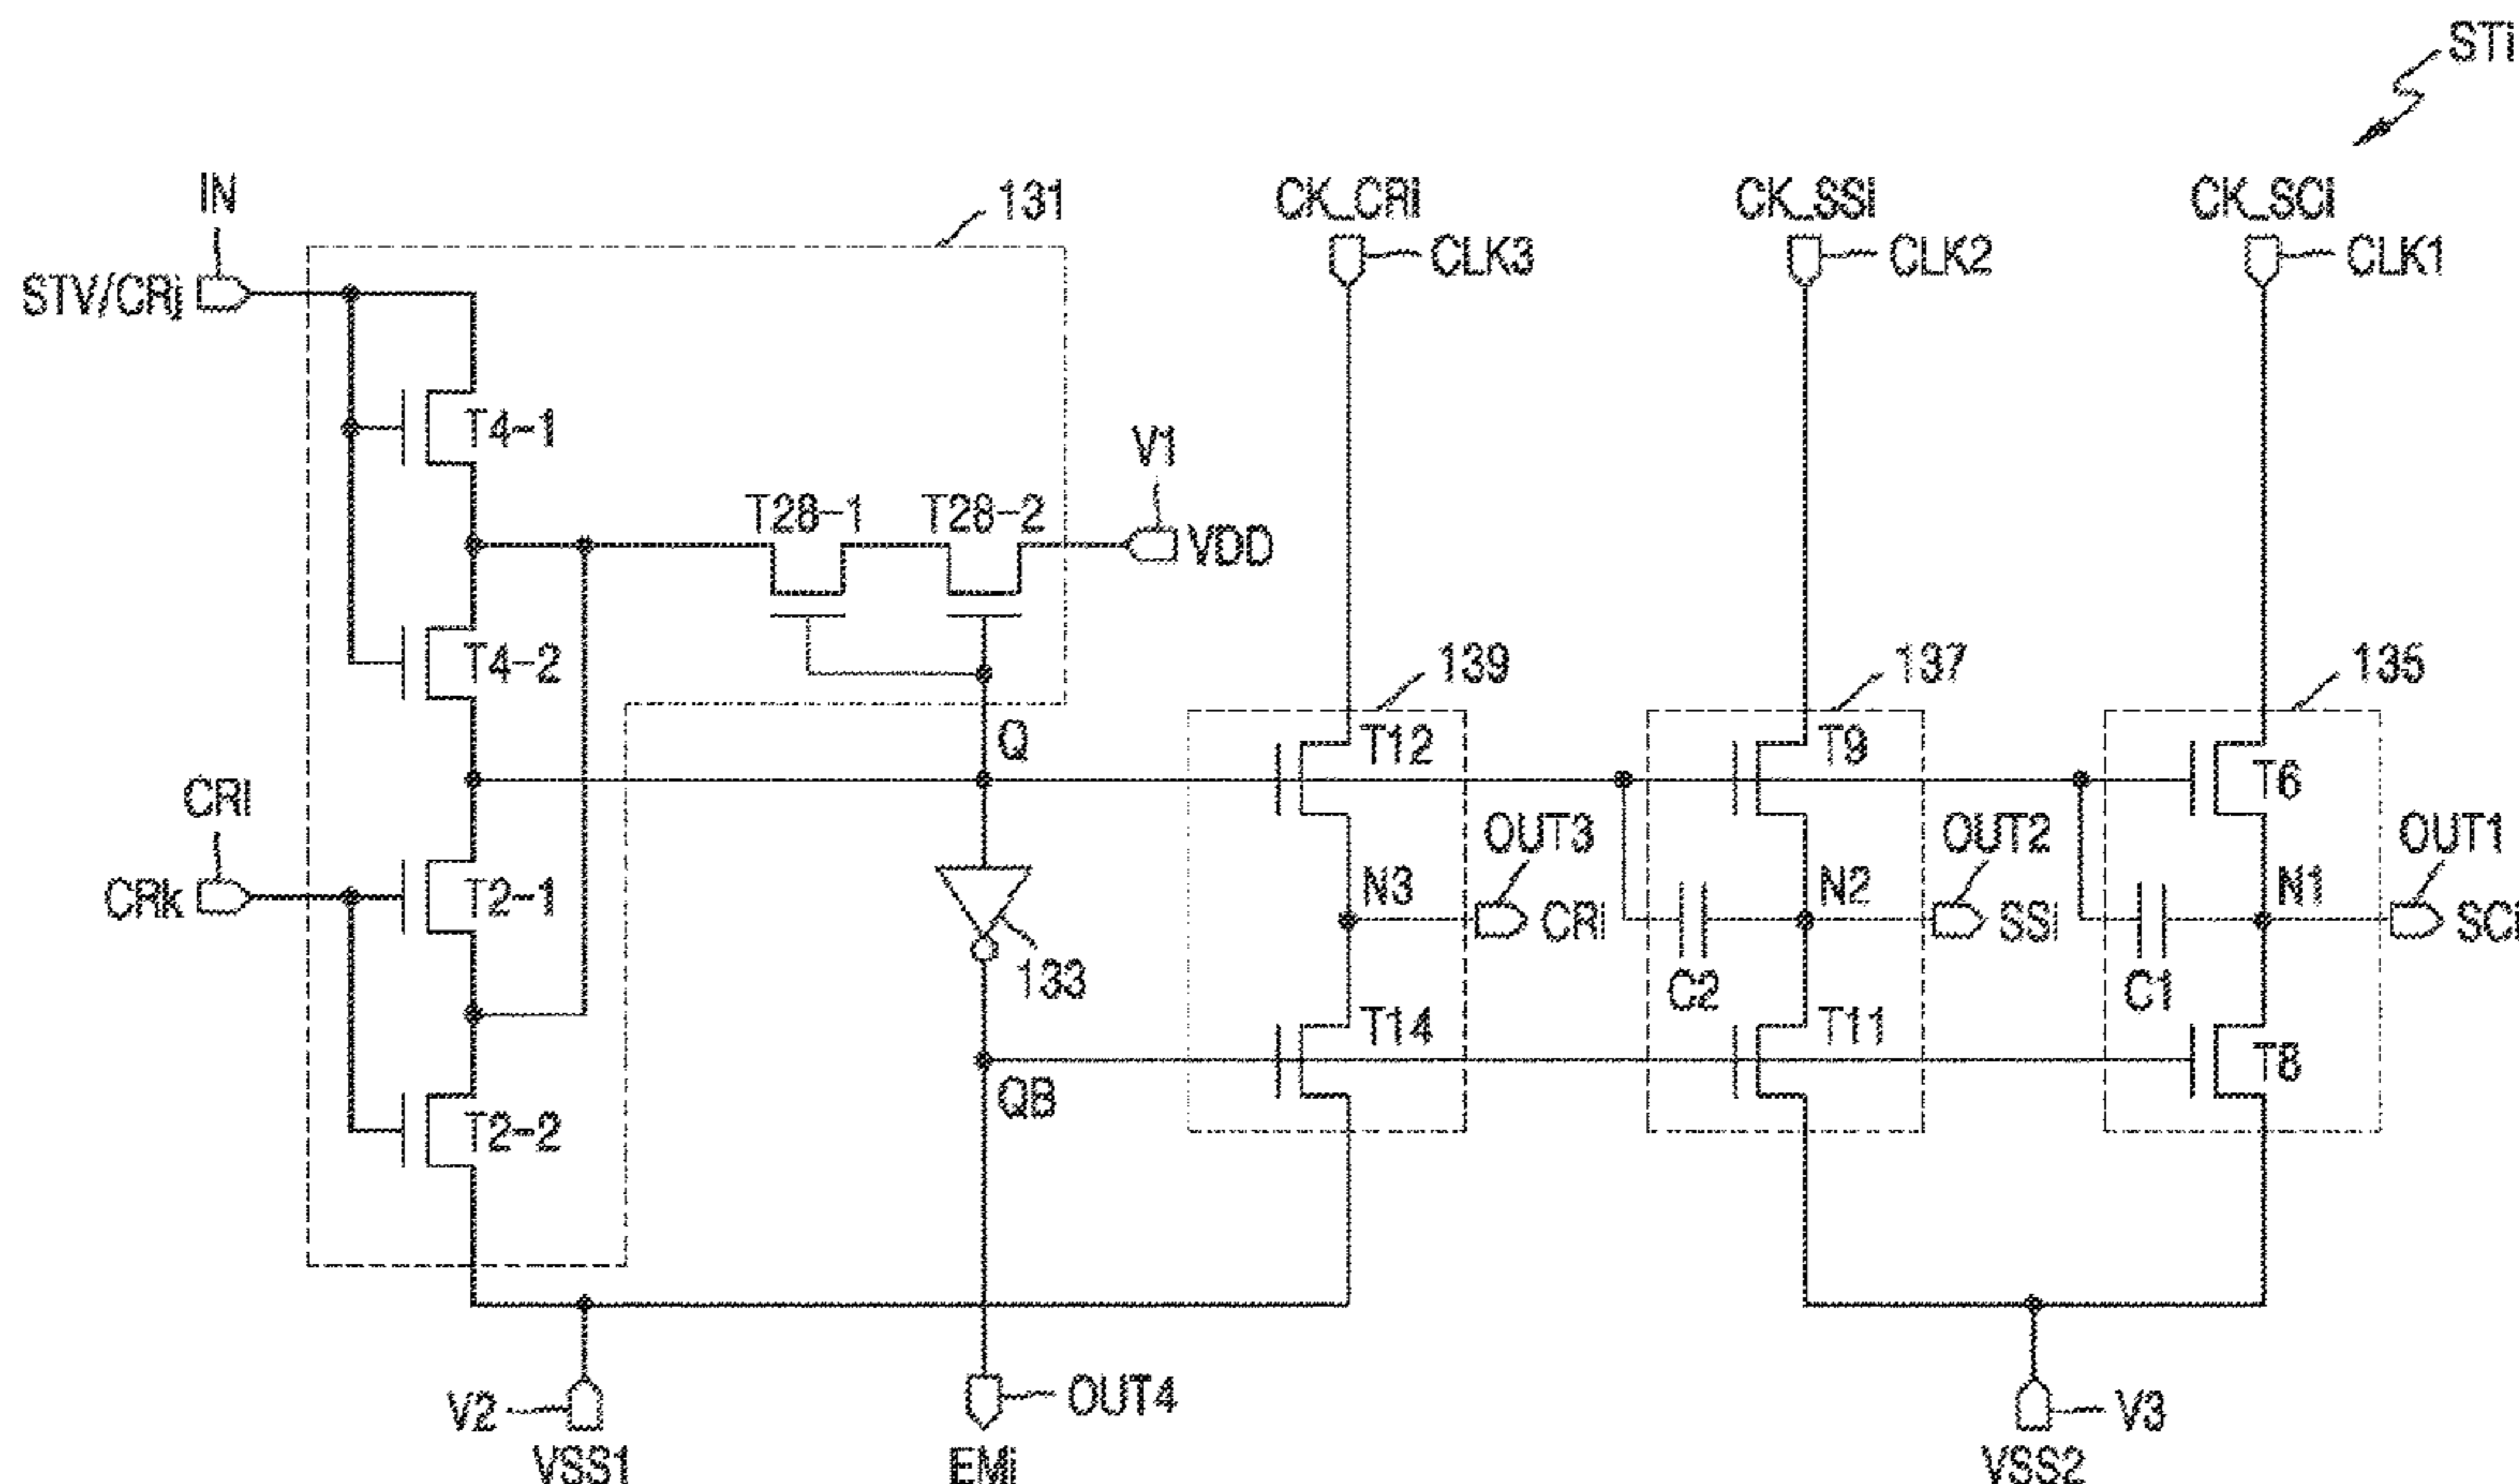 STi
IN
131
CK_CRi
CK_SSi
CK_SCi
STV/CRj
CLK3
CLK2
CLK1
T4-1
V1
T28-1
T28-2
VDD
T4-2
139
137
135
Q
T12
T9
T6
CRI
OUT3
OUT2
OUT1
CRk
T2-1
N3
CRi
N2
SSi
N1
SCi
133
C2
C1
T14
T11
T8
QB
T2-2
V2
OUT4
V3
VSS1
EMi
VSS2